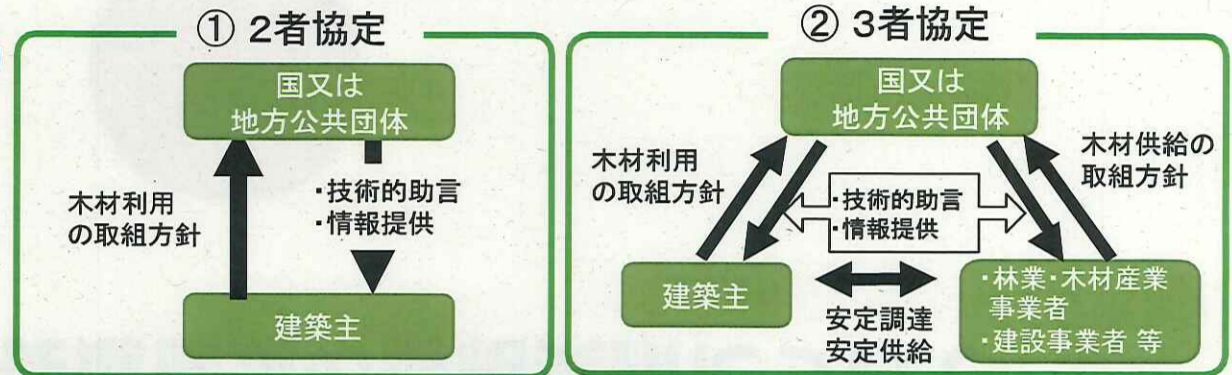 ① 2者協定
国又は
地方公共団体
木材利用
の取組方針
・技術的助言
・情報提供
建築主
② 3者協定
国又は
地方公共団体
木材利用
の取組方針
木材供給の
取組方針
・技術的助言
・情報提供
建築主
安定調達
安定供給
・林業・木材産業
事業者
・建設事業者 等